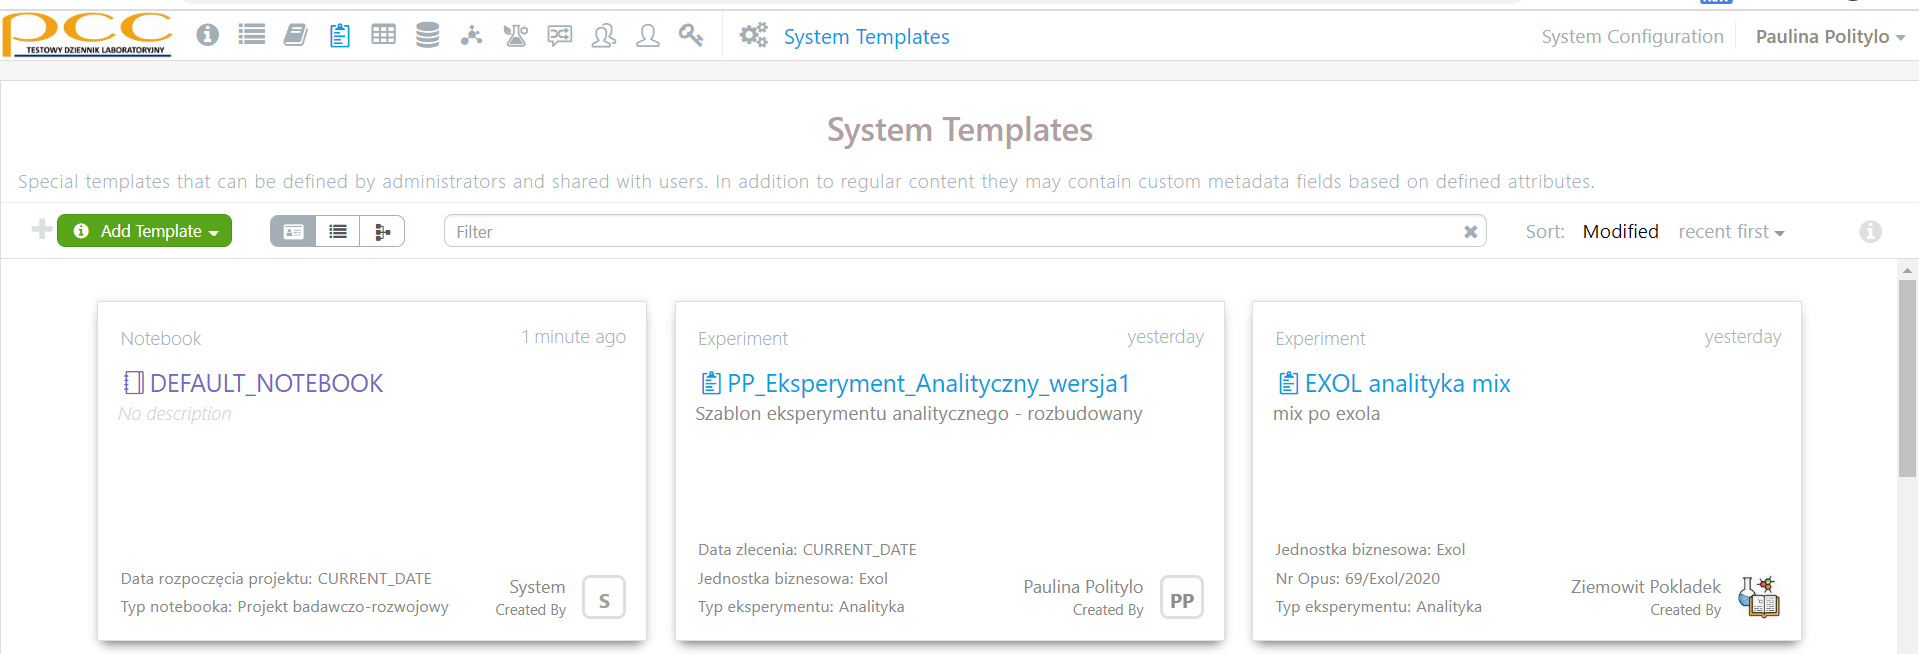 NEW
pcc
TESTOWY DZIENNIK LABORATORYJNY
System Templates
System Configuration
Paulina Politylo
System Templates
Special templates that can be defined by administrators and shared with users. In addition to regular content they may contain custom metadata fields based on defined attributes.
Add Template
Filter
Sort: Modified recent first
Notebook
1 minute ago
DEFAULT_NOTEBOOK
No description
Data rozpoczęcia projektu: CURRENT_DATE
Typ notebooka: Projekt badawczo-rozwojowy
System
Created By
S
Experiment
yesterday
PP_Eksperyment_Analityczny_wersja1
Szablon eksperymentu analitycznego - rozbudowany
Data zlecenia: CURRENT_DATE
Jednostka biznesowa: Exol
Typ eksperymentu: Analityka
Paulina Politylo
Created By
PP
Experiment
yesterday
EXOL analityka mix
mix po exola
Jednostka biznesowa: Exol
Nr Opus: 69/Exol/2020
Typ eksperymentu: Analityka
Ziemowit Pokladek
Created By